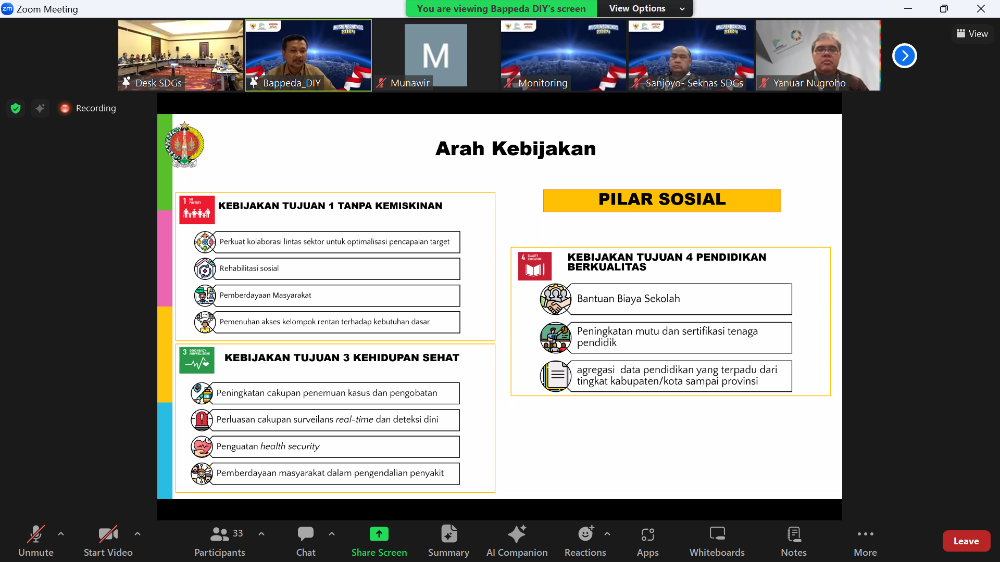 Zoom Meeting
You are viewing Bappeda DIY's screen
View Options
MUSRENBANGNAS
2024
MUSRENBANGNAS
2024
MUSRENBANGNAS
2024
M
Desk SDGs
Bappeda_DIY
Munawir
Monitoring
Sanjoyo- Seknas SDGs
Yanuar Nugroho
View
Recording
Arah Kebijakan
1 NO
POVERTY
KEBIJAKAN TUJUAN 1 TANPA KEMISKINAN
Perkuat kolaborasi lintas sektor untuk optimalisasi pencapaian target
Rehabilitasi sosial
Pemberdayaan Masyarakat
Pemenuhan akses kelompok rentan terhadap kebutuhan dasar
3 GOOD HEALTH
AND WELL BEING
KEBIJAKAN TUJUAN 3 KEHIDUPAN SEHAT
Peningkatan cakupan penemuan kasus dan pengobatan
Perluasan cakupan surveilans real-time dan deteksi dini
Penguatan health security
Pemberdayaan masyarakat dalam pengendalian penyakit
PILAR SOSIAL
4 QUALITY
EDUCATION
KEBIJAKAN TUJUAN 4 PENDIDIKAN
BERKUALITAS
Bantuan Biaya Sekolah
Peningkatan mutu dan sertifikasi tenaga
pendidik
agregasi data pendidikan yang terpadu dari
tingkat kabupaten/kota sampai provinsi
Unmute
Start Video
33
Participants
Chat
Share Screen
Summary
AI Companion
Reactions
Apps
Whiteboards
Notes
More
Leave